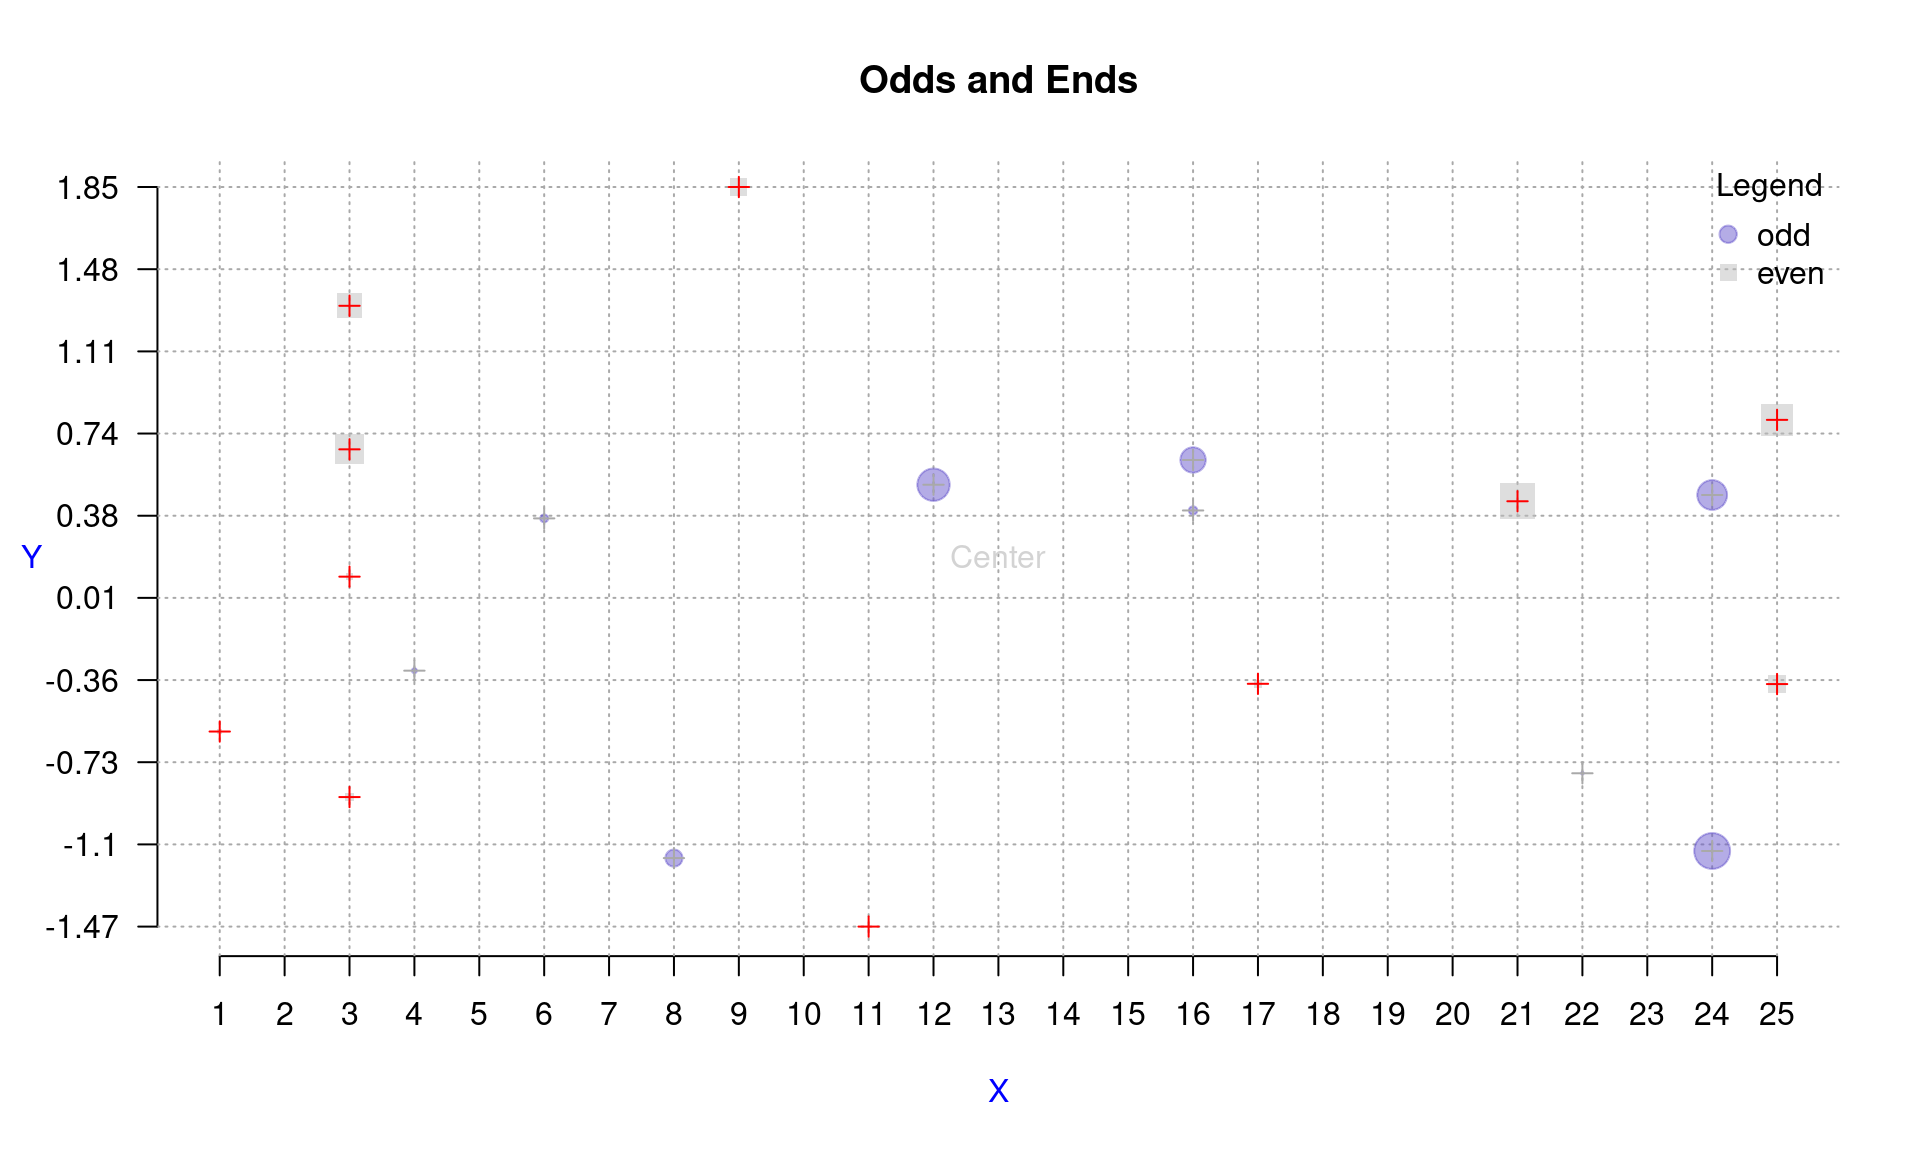 Odds and Ends
1.85
Legend
odd
1.48
even
1.11
0.74
0.38
Y
Center
0.01
-0.36
-0.73
-1.1
-1.47
1 2 3 4 5 6 7 8 9 10 11 12 13 14 15 16 17 18 19 20 21 22 23 24 25
X